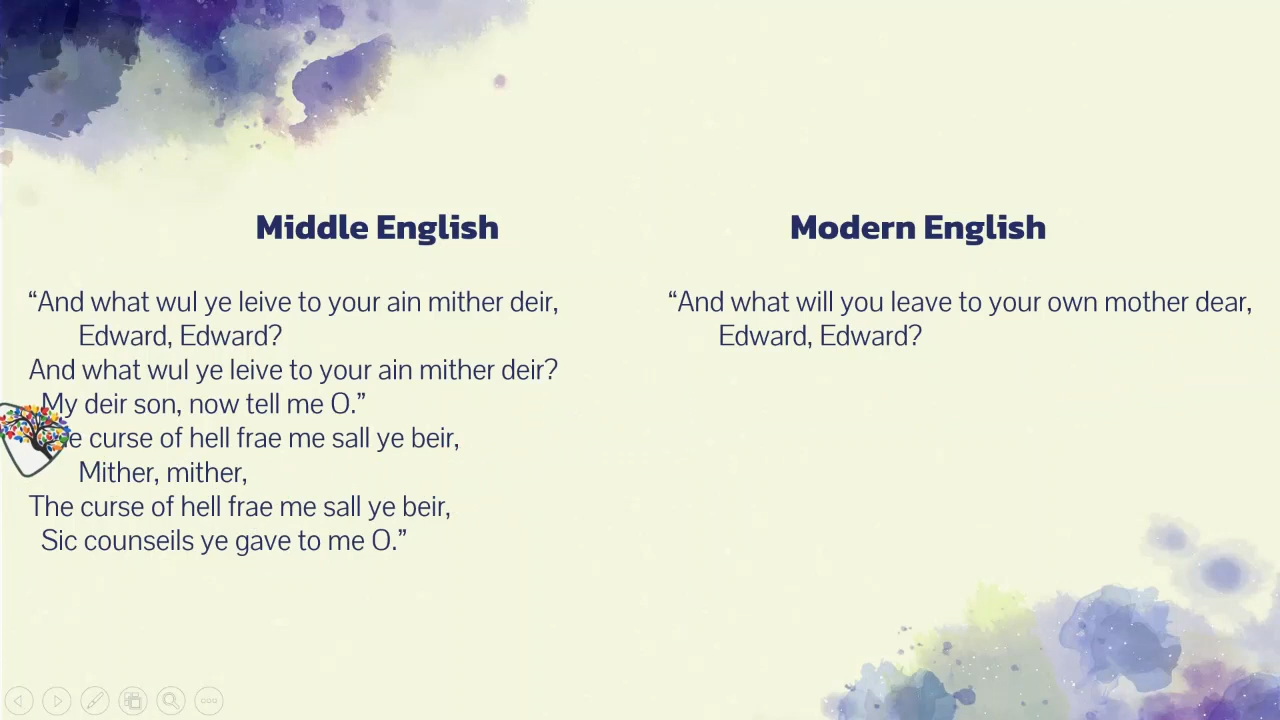 Middle English
“And what wul ye leive to your ain mither deir,
Edward, Edward?
And what wul ye leive to your ain mither deir?
My deir son, now tell me O.”
curse of hell frae me sall ye beir,
Mither, mither,
The curse of hell frae me sall ye beir,
Sic counseils ye gave to me O.”
Modern English
“And what will you leave to your own mother dear,
Edward, Edward?